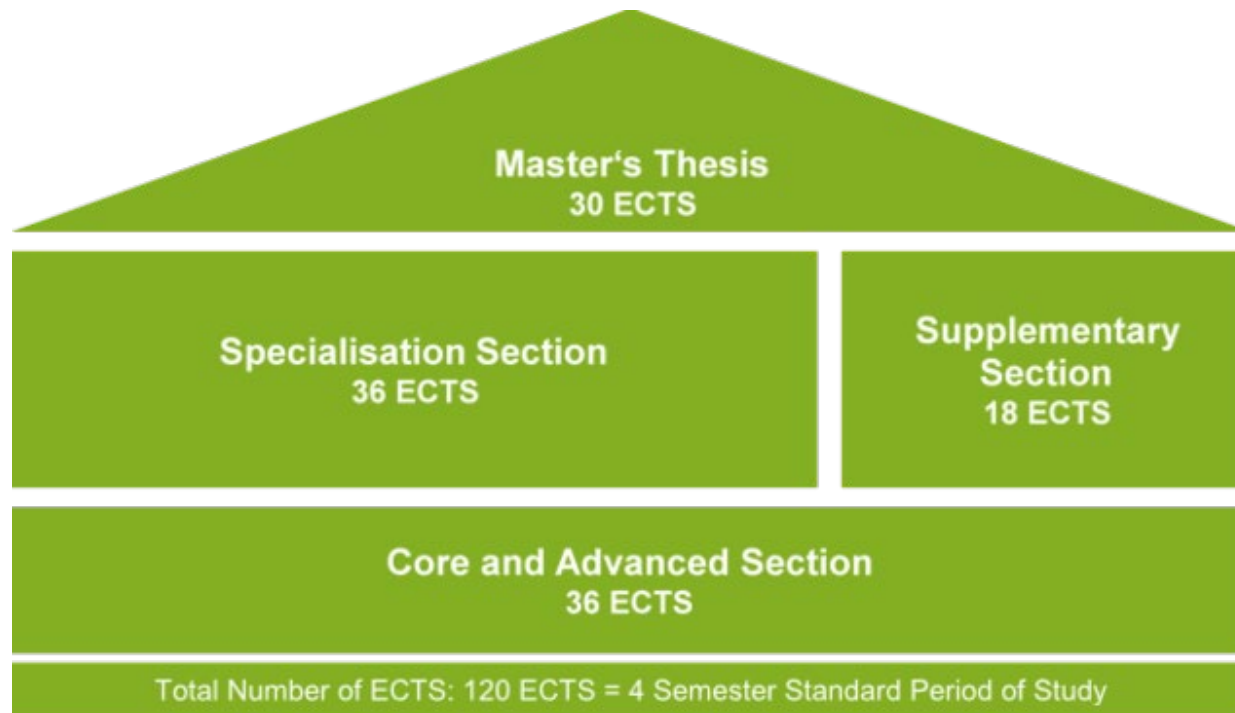 Master‘s Thesis
30 ECTS
Specialisation Section
36 ECTS
Supplementary
Section
18 ECTS
Core and Advanced Section
36 ECTS
Total Number of ECTS: 120 ECTS = 4 Semester Standard Period of Study